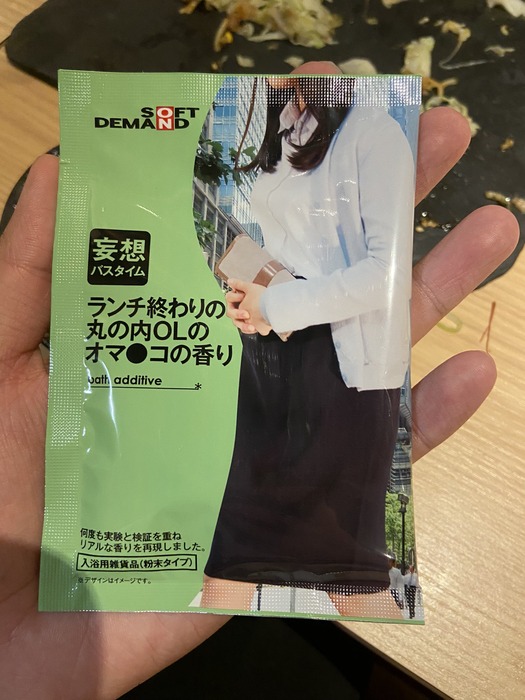 SOFT
ON
DEMAND
妄想
バスタイム
ランチ終わりの
丸の内OLの
オマ●コの香り
bath additive
*
何度も実験と検証を重ね
リアルな香りを再現しました。
入浴用雑貨品(粉末タイプ)
※デザインはイメージです。